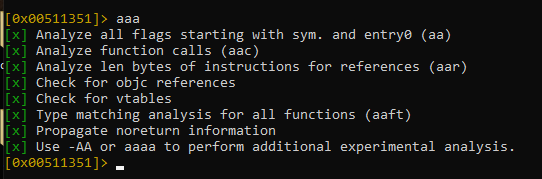 [0x00511351]> aaa
[x] Analyze all flags starting with sym. and entry0 (aa)
[x] Analyze function calls (aac)
[x] Analyze len bytes of instructions for references (aar)
[x] Check for objc references
[x] Check for vtables
[x] Type matching analysis for all functions (aaft)
[x] Propagate noreturn information
[x] Use -AA or aaaa to perform additional experimental analysis.
[0x00511351]>